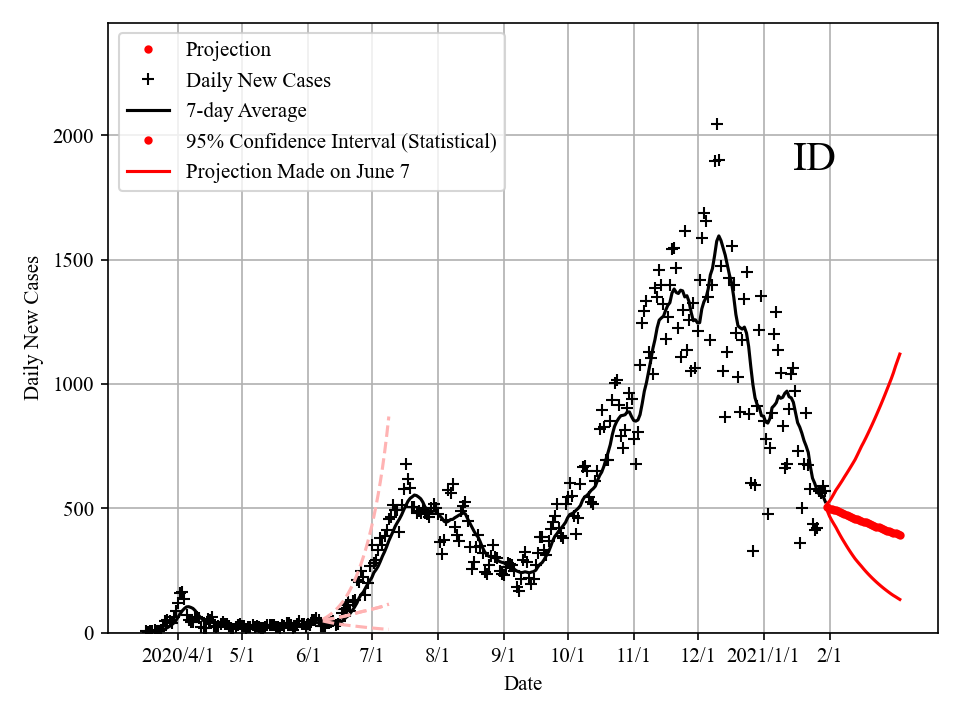 Projection
Daily New Cases
7-day Average
95% Confidence Interval (Statistical)
Projection Made on June 7
ID
Daily New Cases
2000
1500
1000
500
0
2020/4/1 5/1 6/1 7/1 8/1 9/1 10/1 11/1 12/1 2021/1/1 2/1
Date